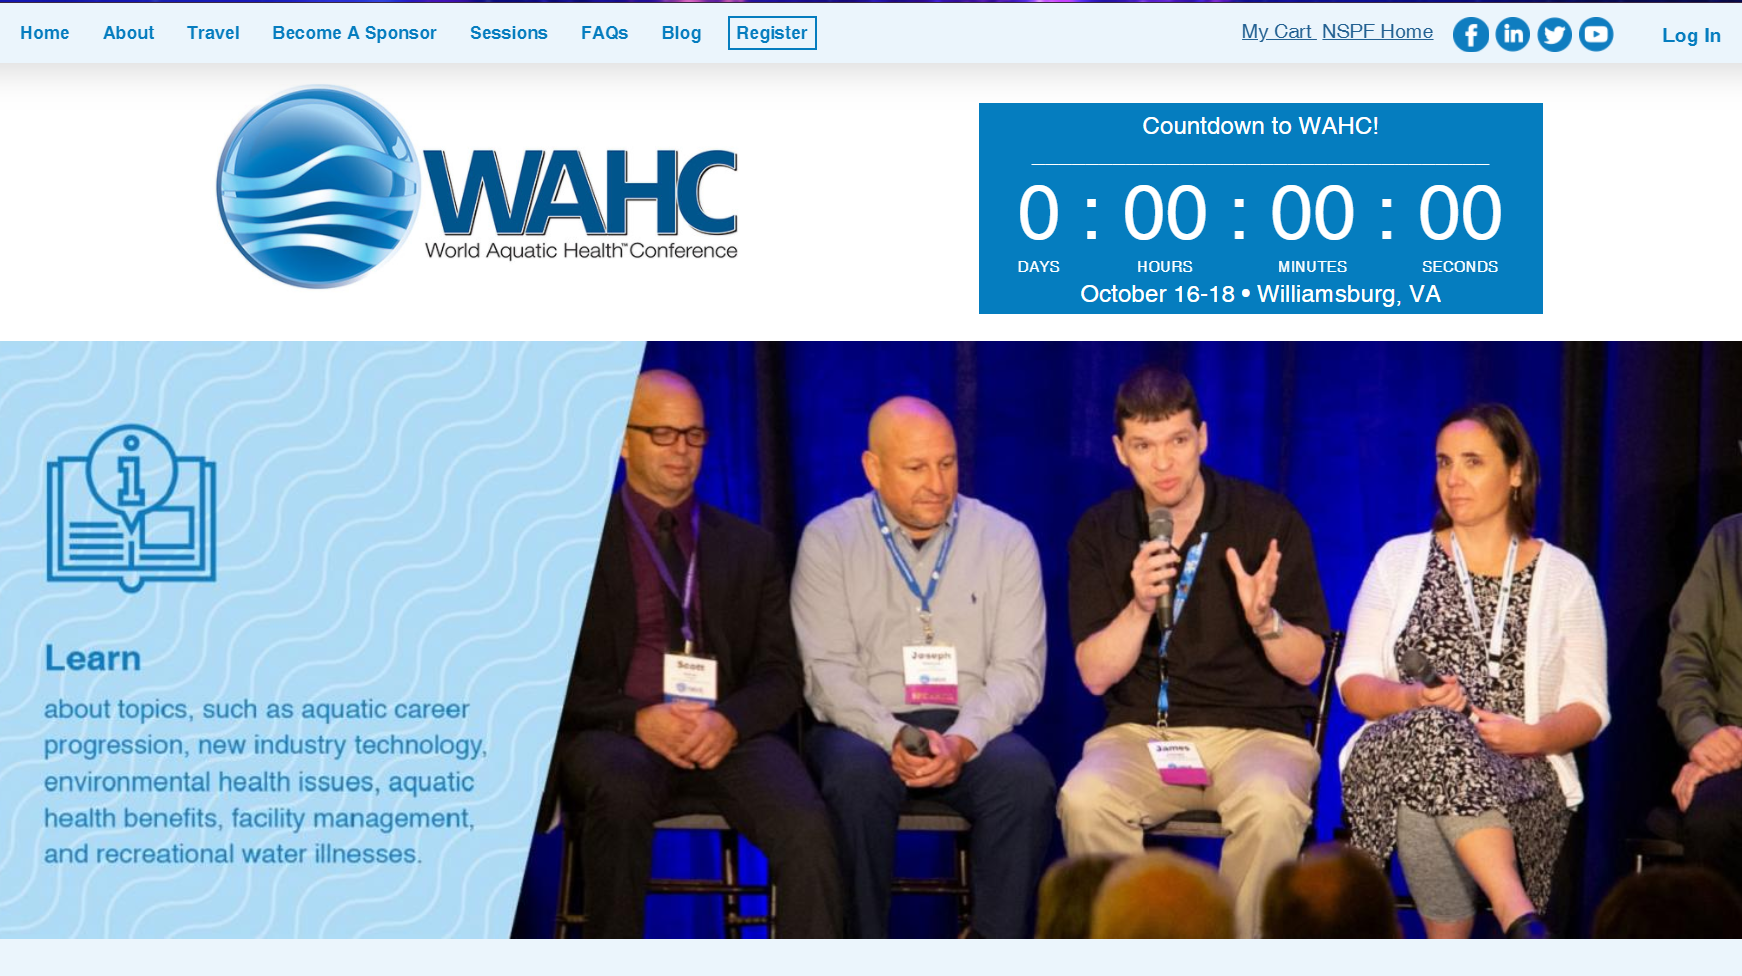 Home About Travel Become A Sponsor Sessions FAQs Blog Register My Cart NSPF Home Log In
Countdown to WAHC!
0 : 00 : 00 : 00
DAYS HOURS MINUTES SECONDS
October 16-18 • Williamsburg, VA
WAHC
World Aquatic Health™ Conference
Learn
about topics, such as aquatic career
progression, new industry technology,
environmental health issues, aquatic
health benefits, facility management,
and recreational water illnesses.
Scott
Joseph
James